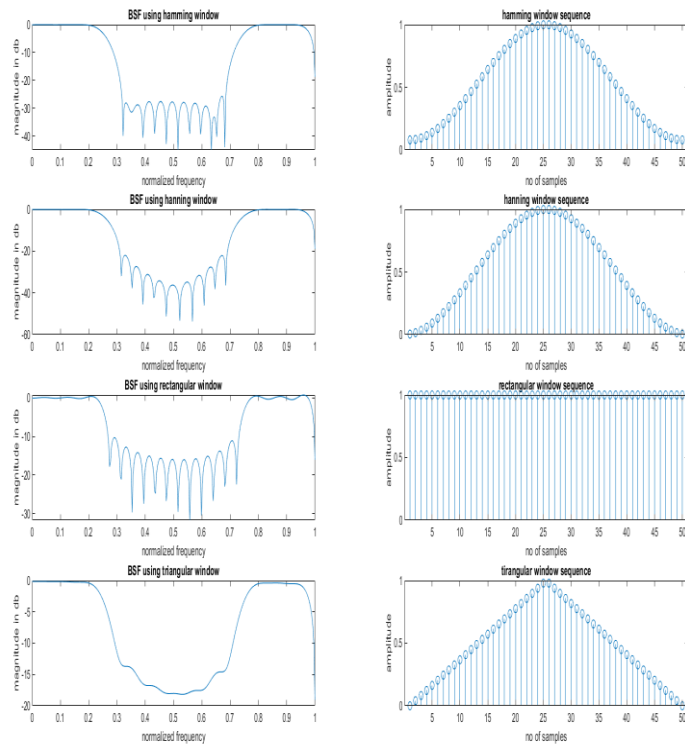 BSF using hamming window
magnitude in db
0
-10
-20
-30
-40
0 0.1 0.2 0.3 0.4 0.5 0.6 0.7 0.8 0.9 1
normalized frequency
hamming window sequence
amplitude
1
0.5
0
5 10 15 20 25 30 35 40 45 50
no of samples
BSF using hanning window
magnitude in db
0
-20
-40
-60
0 0.1 0.2 0.3 0.4 0.5 0.6 0.7 0.8 0.9 1
normalized frequency
hanning window sequence
amplitude
1
0.5
0
5 10 15 20 25 30 35 40 45 50
no of samples
BSF using rectangular window
magnitude in db
0
-10
-20
-30
0 0.1 0.2 0.3 0.4 0.5 0.6 0.7 0.8 0.9 1
normalized frequency
rectangular window sequence
amplitude
1
0.5
0
5 10 15 20 25 30 35 40 45 50
no of samples
BSF using triangular window
magnitude in db
0
-5
-10
-15
-20
0 0.1 0.2 0.3 0.4 0.5 0.6 0.7 0.8 0.9 1
normalized frequency
tirangular window sequence
amplitude
1
0.5
0
5 10 15 20 25 30 35 40 45 50
no of samples